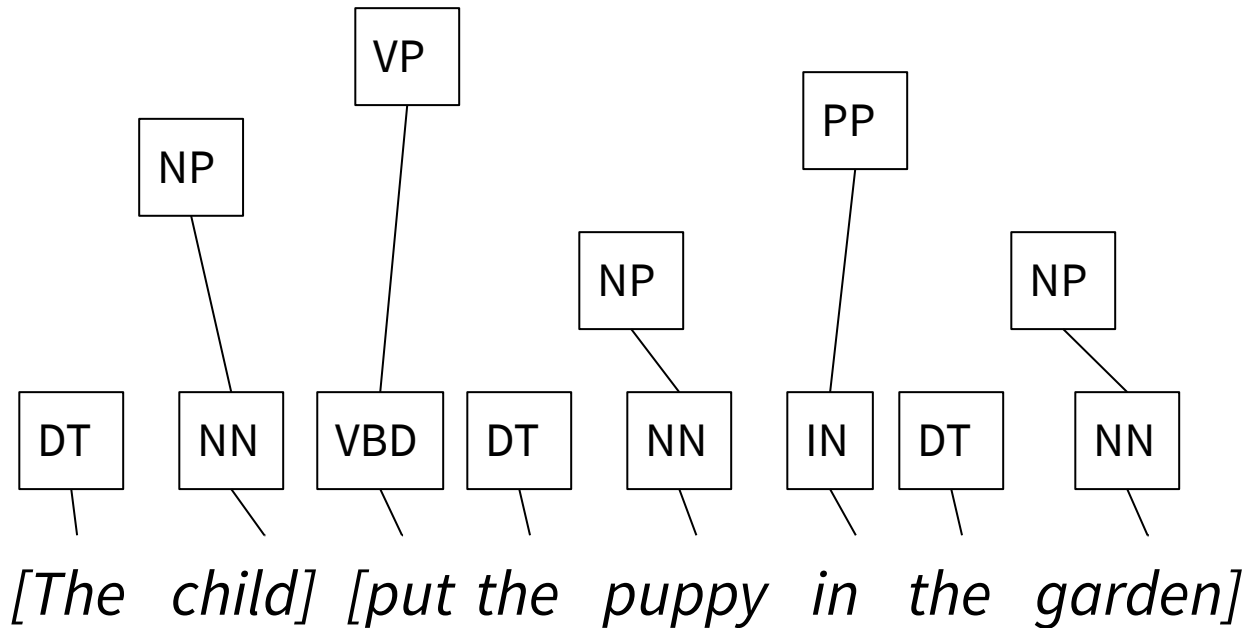 VP
PP
NP
NP NP
DT NN VBD DT NN IN DT NN
[The child] [put the puppy in the garden]